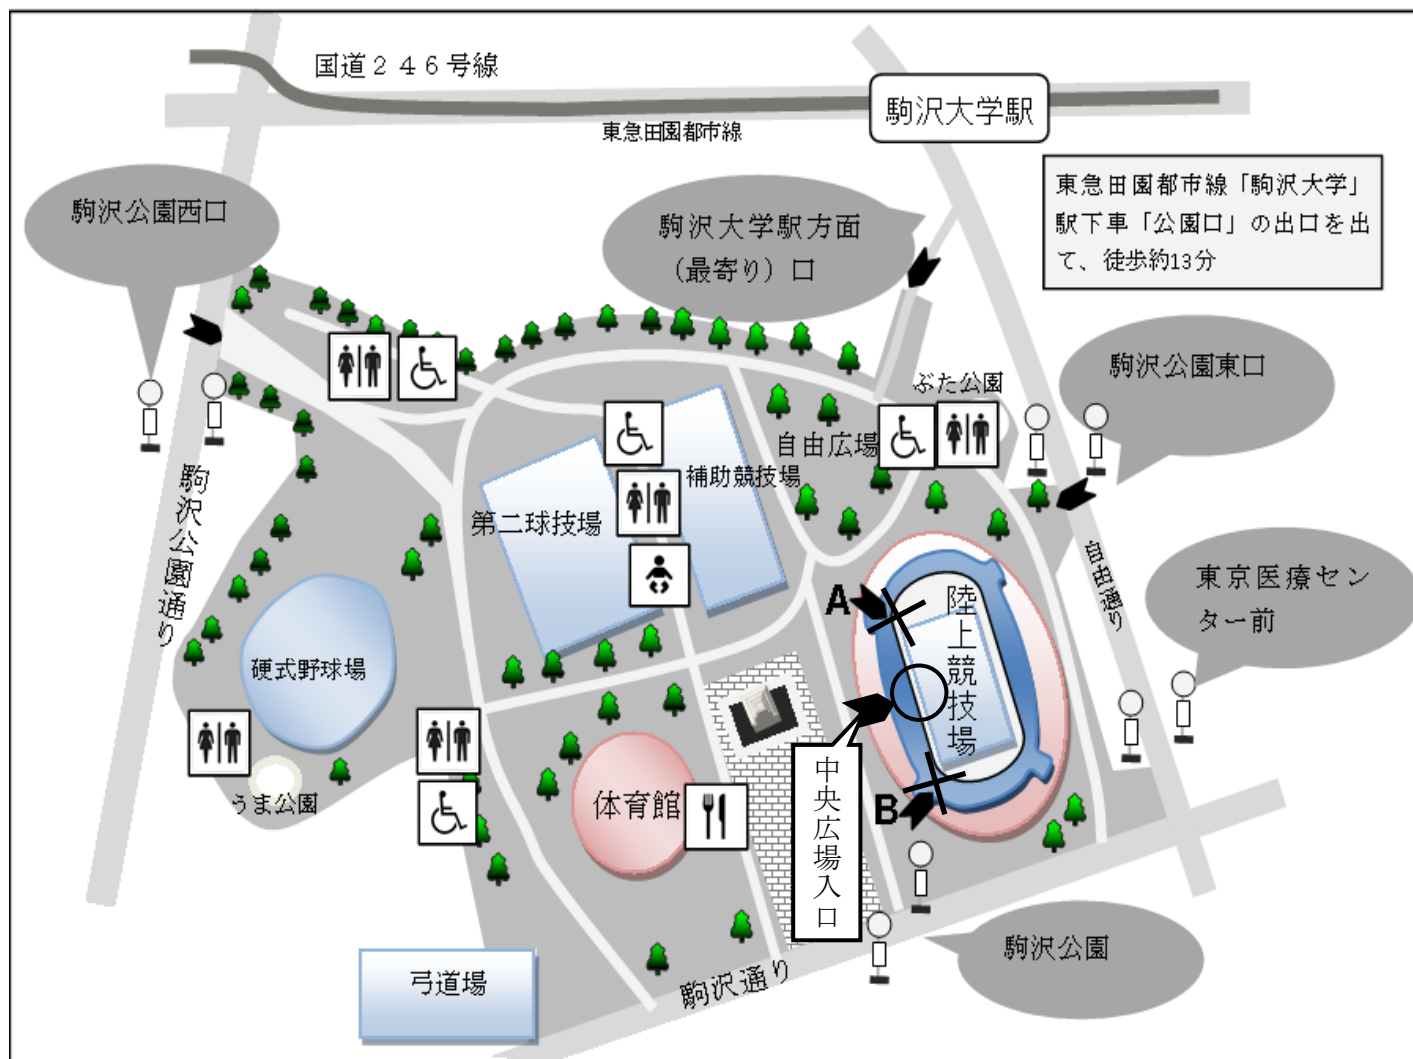 国道２４６号線
駒沢大学駅
東急田園都市線
東急田園都市線「駒沢大学」
駅下車「公園口」の出口を出
て、徒歩約13分
駒沢公園西口
駒沢大学駅方面
（最寄り）口
駒沢公園東口
ぶた公園
自由広場
補助競技場
第二球技場
駒沢公園通り
自由通り
東京医療セン
ター前
A
陸上競技場
硬式野球場
中央広場入口
うま公園
体育館
B
駒沢公園
弓道場
駒沢通り